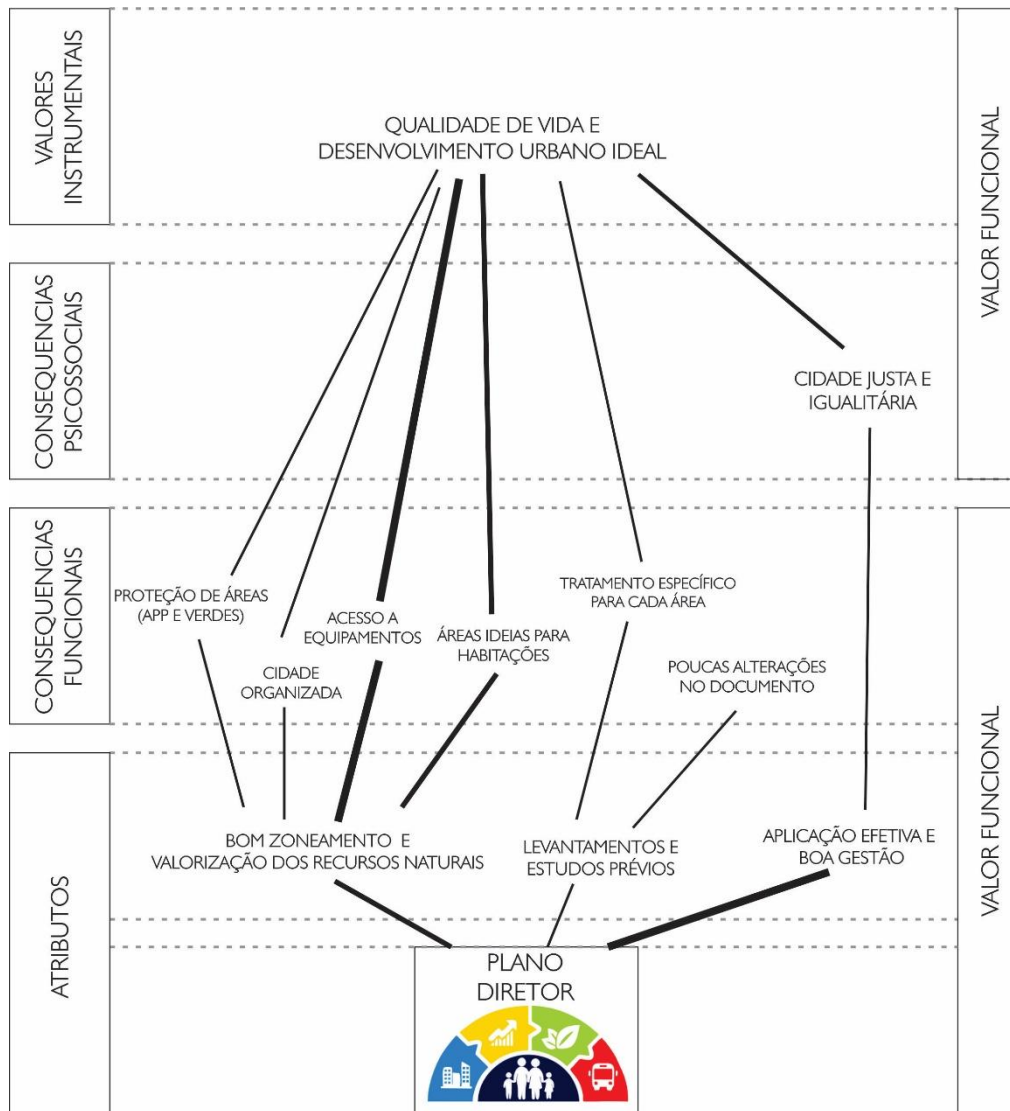 VALORES
INSTRUMENTAIS
QUALIDADE DE VIDA E
DESENVOLVIMENTO URBANO IDEAL
VALOR FUNCIONAL
CONSEQUENCIAS
PSICOSSOCIAIS
CIDADE JUSTA E
IGUALITÁRIA
CONSEQUENCIAS
FUNCIONAIS
PROTEÇÃO DE ÁREAS
(APP E VERDES)
CIDADE
ORGANIZADA
ACESSO A
EQUIPAMENTOS
ÁREAS IDEIAS PARA
HABITAÇÕES
TRATAMENTO ESPECÍFICO
PARA CADA ÁREA
POUCAS ALTERAÇÕES
NO DOCUMENTO
VALOR FUNCIONAL
ATRIBUTOS
BOM ZONEAMENTO E
VALORIZAÇÃO DOS RECURSOS NATURAIS
LEVANTAMENTOS E
ESTUDOS PRÉVIOS
APLICAÇÃO EFETIVA E
BOA GESTÃO
PLANO
DIRETOR